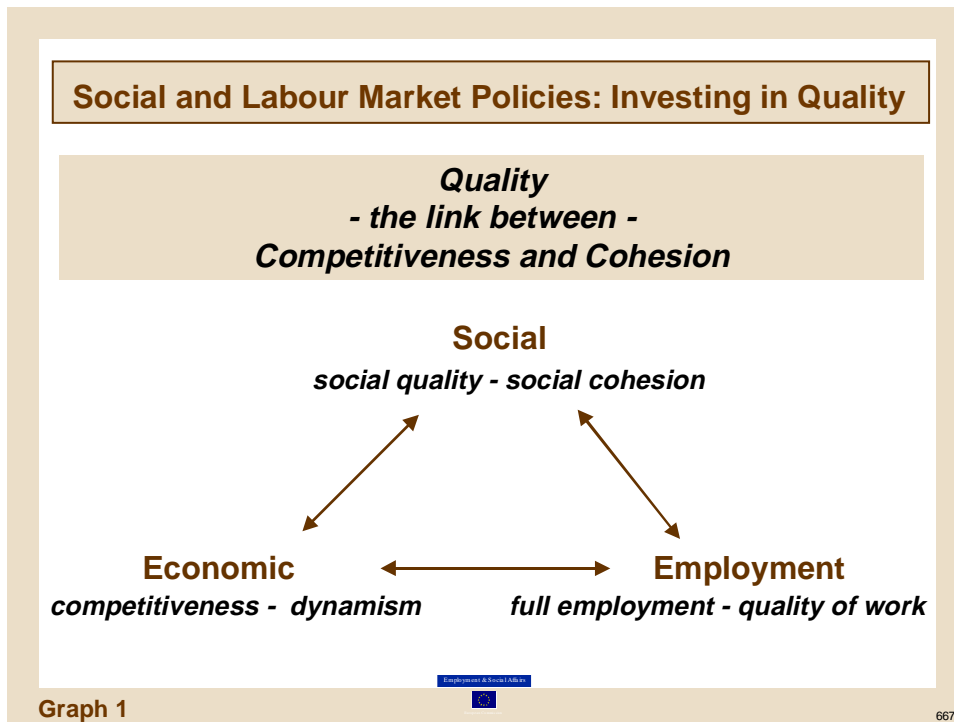 Social and Labour Market Policies: Investing in Quality
Quality
- the link between -
Competitiveness and Cohesion
Social
social quality - social cohesion
Economic
competitiveness - dynamism
Employment
full employment - quality of work
Employment & Social Affairs
Graph 1
667